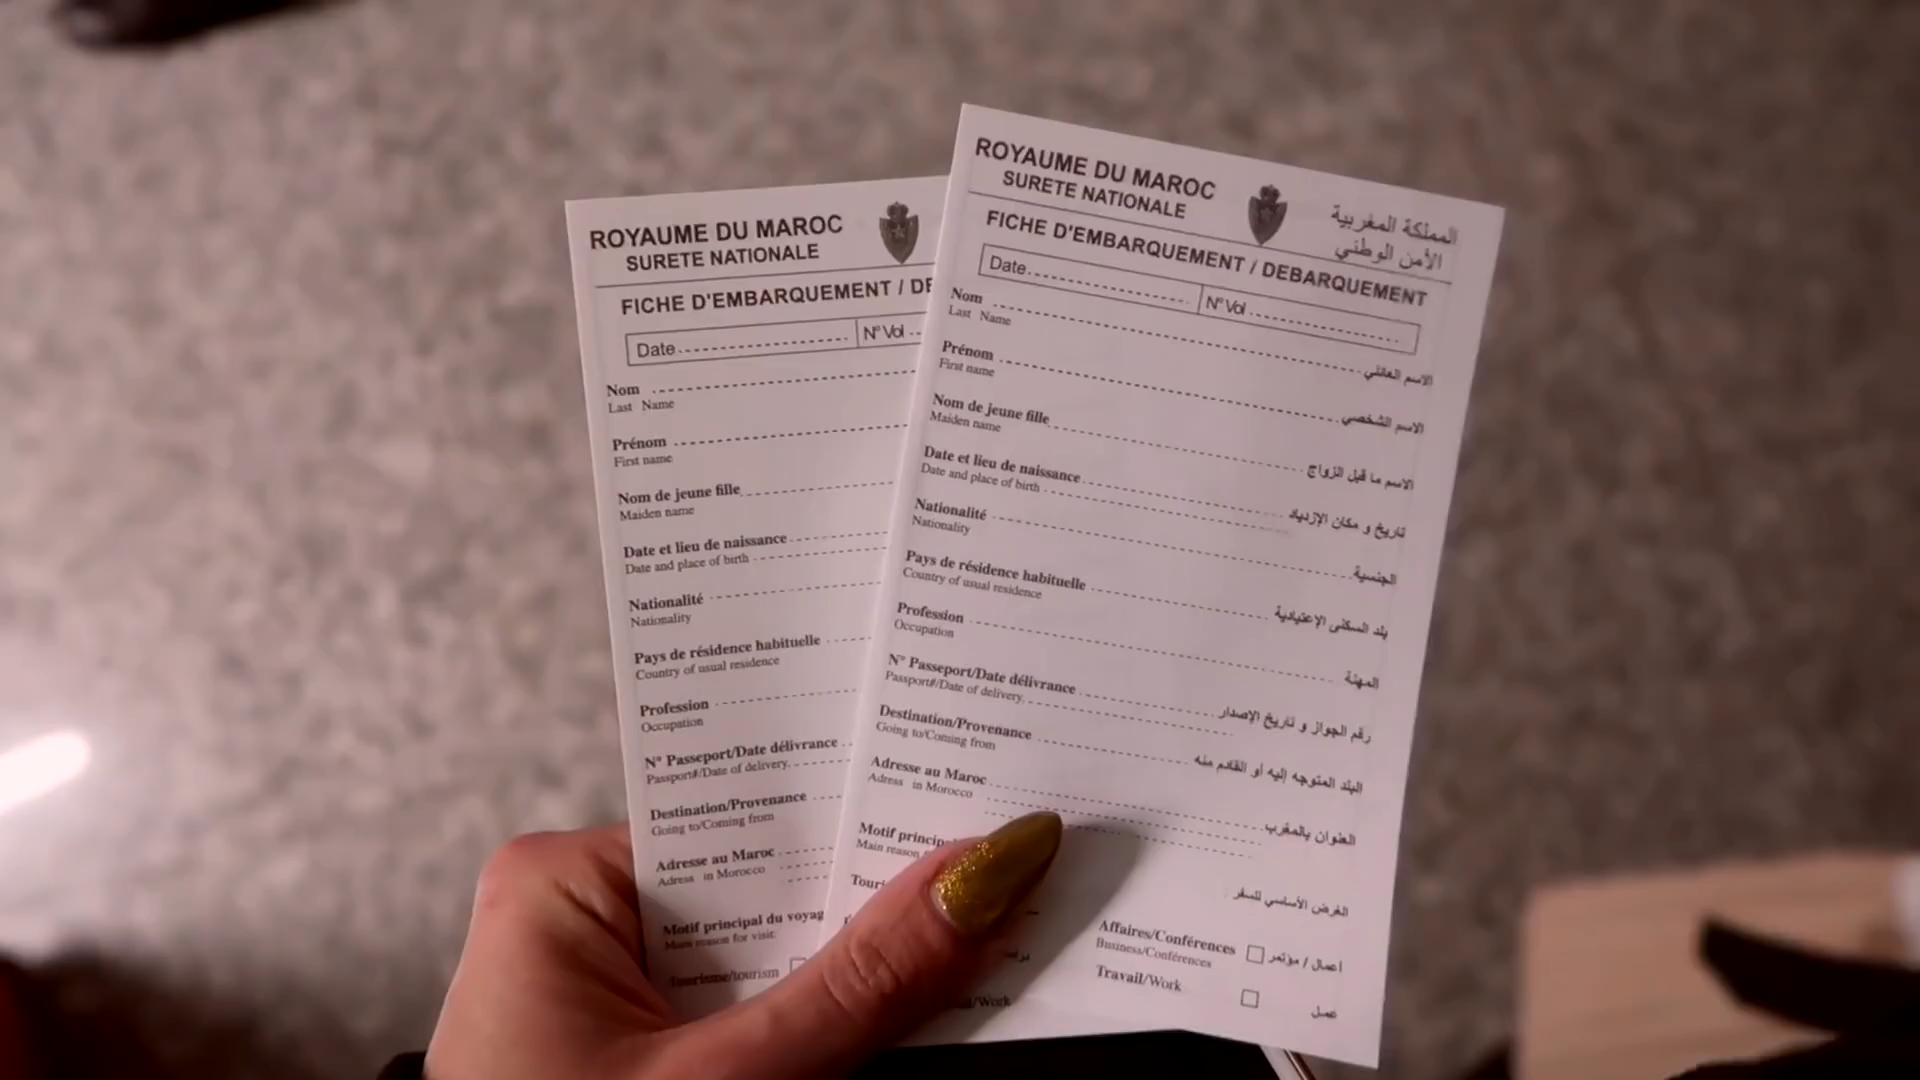 ROYAUME DU MAROC
SURETE NATIONALE
FICHE D'EMBARQUEMENT / DE
Date
N° Vol
Nom
Last Name
Prénom
First name
Nom de jeune fille
Maiden name
Date et lieu de naissance
Date and place of birth
Nationalité
Nationality
Pays de résidence habituelle
Country of usual residence
Profession
Occupation
N° Passeport/Date délivrance
Passport#/Date of delivery
Destination/Provenance
Going to/Coming from
Adresse au Maroc
Adress in Morocco
Motif principal du voyag
Main reason for visit:
Tourisme/tourism
ROYAUME DU MAROC
SURETE NATIONALE
المملكة المغربية
الأمن الوطني
FICHE D'EMBARQUEMENT / DEBARQUEMENT
Date
N° Vol
Nom
Last Name
الاسم العائلي
Prénom
First name
الاسم الشخصي
Nom de jeune fille
Maiden name
الاسم ما قبل الزواج
Date et lieu de naissance
Date and place of birth
تاريخ و مكان الإزدياد
Nationalité
Nationality
الجنسية
Pays de résidence habituelle
Country of usual residence
بلد السكنى الإعتيادية
Profession
Occupation
المهنة
N° Passeport/Date délivrance
Passport#/Date of delivery
رقم الجواز و تاريخ الإصدار
Destination/Provenance
Going to/Coming from
البلد المتوجه إليه أو القادم منه
Adresse au Maroc
Adress in Morocco
العنوان بالمغرب
Motif princip
Main reason
الغرض الأساسي للسفر
Touri
Affaires/Conférences
Business/Conférences
أعمال / مؤتمر
Travail/Work
عمل
/Work